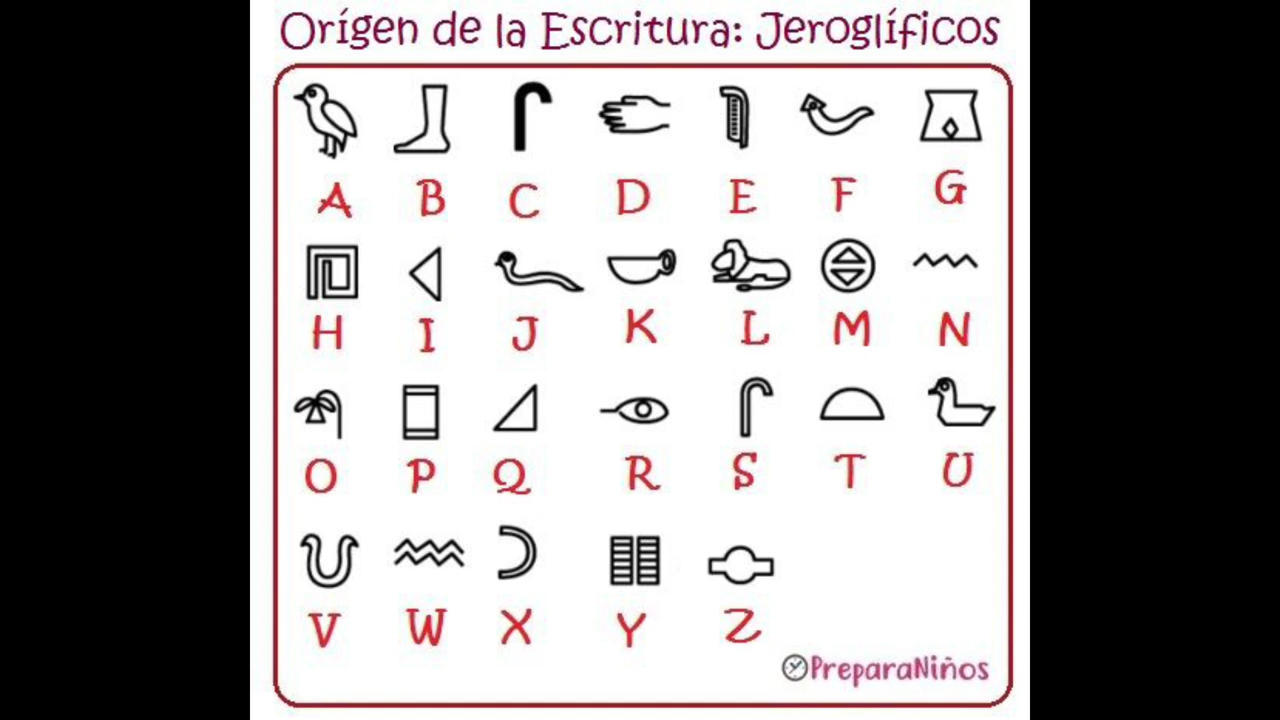 Orígen de la Escritura: Jeroglíficos
A B C D E F G
H I J K L M N
O P Q R S T U
V W X Y Z
PreparaNiños